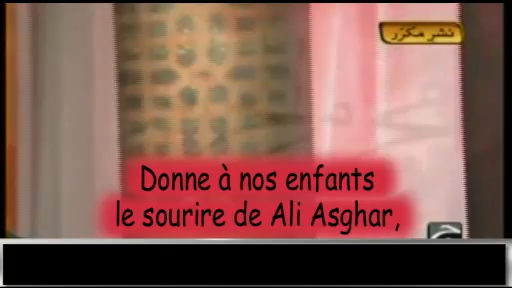 نشر مكرر
Donne à nos enfants
le sourire de Ali Asghar,